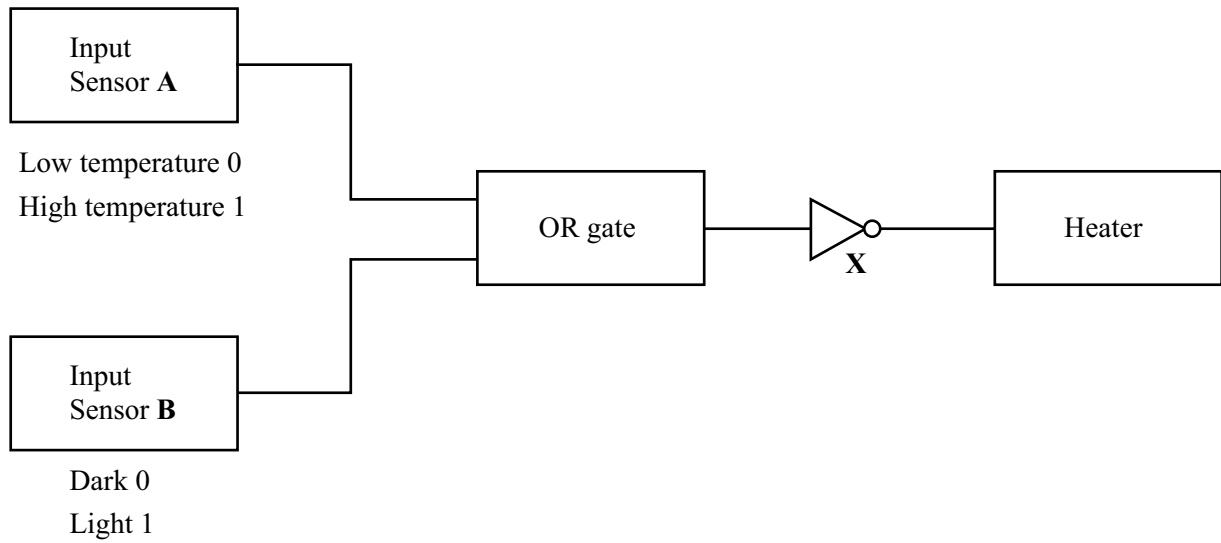 Input
Sensor A
Low temperature 0
High temperature 1
OR gate
X
Heater
Input
Sensor B
Dark 0
Light 1